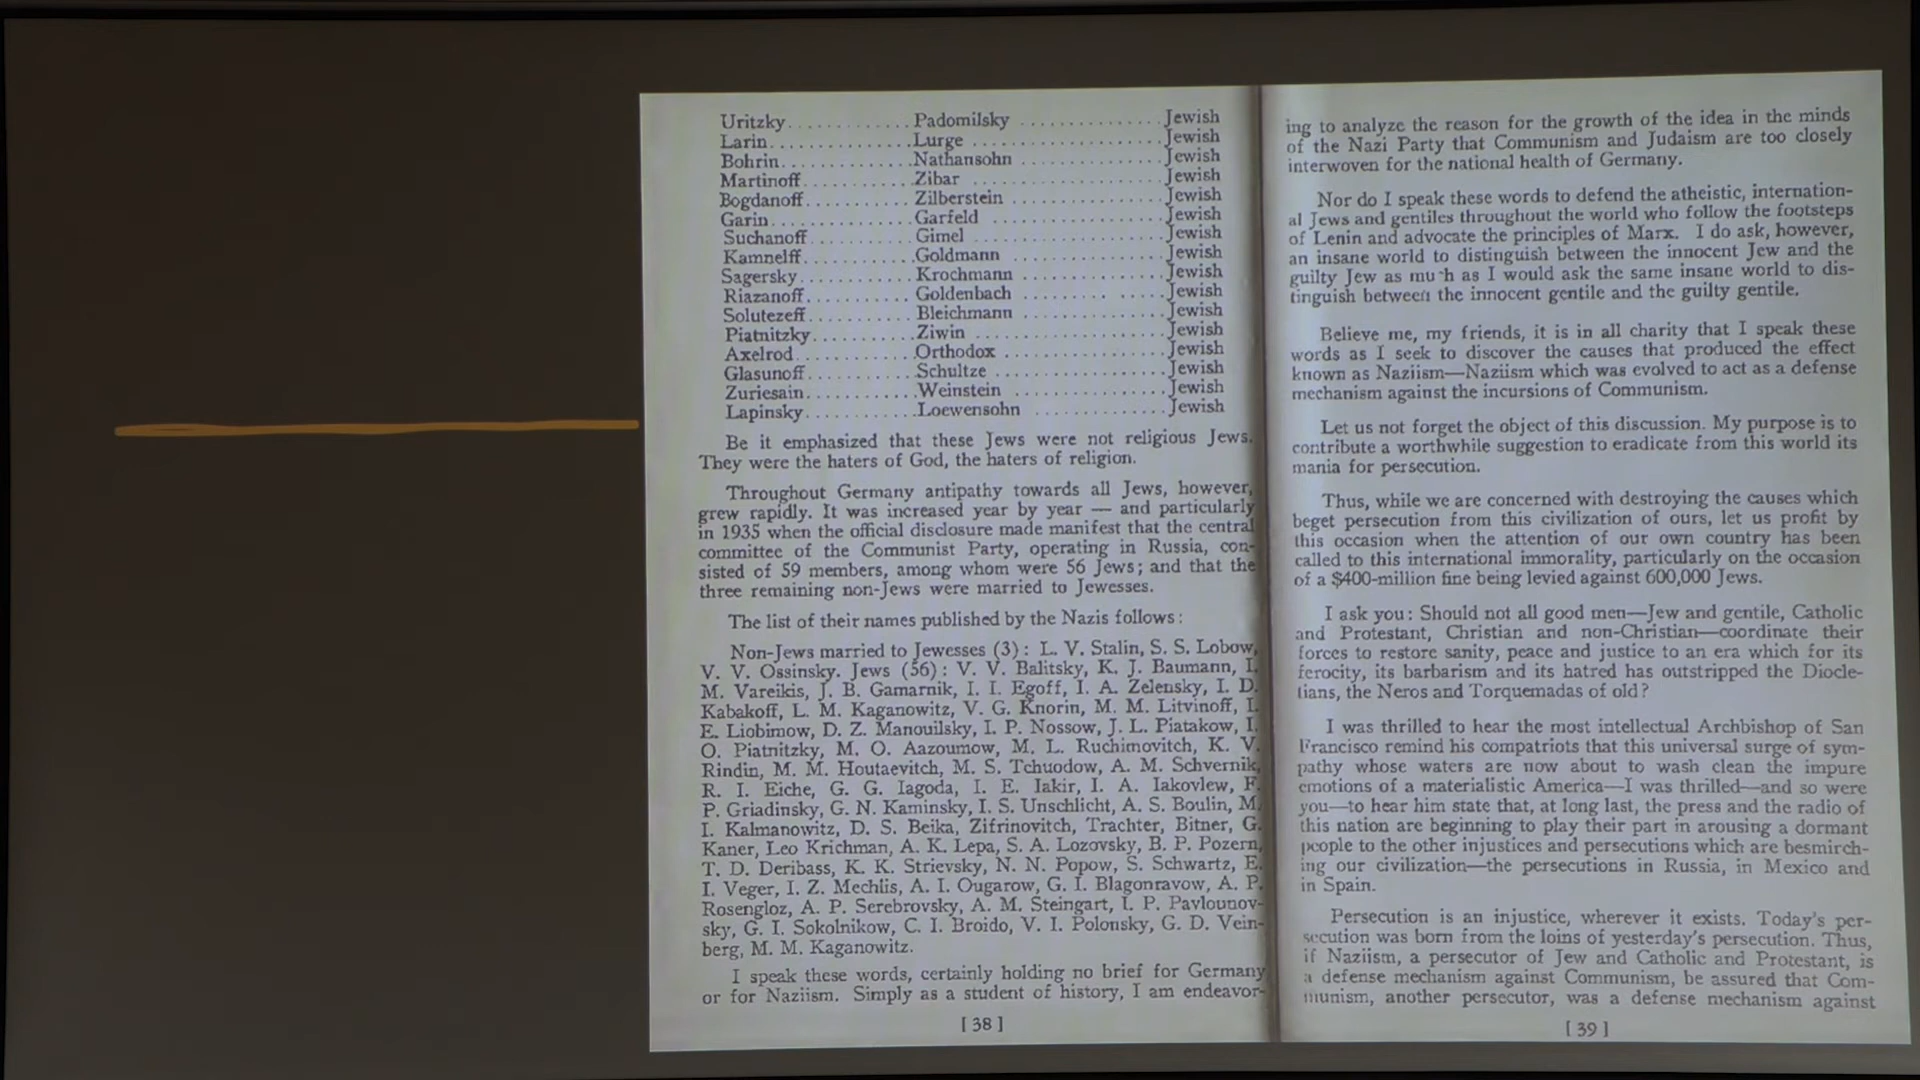 Uritzky............Padomilsky ..................Jewish
Larin..............Lurge ........................Jewish
Bohrin.............Nathansohn ..................Jewish
Martinoff..........Zibar ........................Jewish
Bogdanoff..........Zilberstein ..................Jewish
Garin..............Garfeld ......................Jewish
Suchanoff..........Gimel ........................Jewish
Kamnelff...........Goldmann ....................Jewish
Sagersky...........Krochmann ...................Jewish
Riazanoff..........Goldenbach .......... .......Jewish
Solutezeff.........Bleichmann ..................Jewish
Piatnitzky.........Ziwin ........................Jewish
Axelrod............Orthodox ....................Jewish
Glasunoff..........Schultze .....................Jewish
Zuriesain..........Weinstein ....................Jewish
Lapinsky...........Loewensohn ..................Jewish
Be it emphasized that these Jews were not religious Jews.
They were the haters of God, the haters of religion.
Throughout Germany antipathy towards all Jews, however,
grew rapidly. It was increased year by year — and particularly
in 1935 when the official disclosure made manifest that the central
committee of the Communist Party, operating in Russia, con-
sisted of 59 members, among whom were 56 Jews; and that the
three remaining non-Jews were married to Jewesses.
The list of their names published by the Nazis follows:
Non-Jews married to Jewesses (3): L. V. Stalin, S. S. Lobow,
V. V. Ossinsky. Jews (56): V. V. Balitsky, K. J. Baumann, I.
M. Vareikis, J. B. Gamarnik, I. I. Egoff, I. A. Zelensky, I. D.
Kabakoff, L. M. Kaganowitz, V. G. Knorin, M. M. Litvinoff, I.
E. Liobimow, D. Z. Manouilsky, I. P. Nossow, J. L. Piatakow, I.
O. Piatnitzky, M. O. Aazoumow, M. L. Ruchimovitch, K. V.
Rindin, M. M. Houtaevitch, M. S. Tchuodow, A. M. Schvernik,
R. I. Eiche, G. G. Iagoda, I. E. Iakir, I. A. Iakovlew, F.
P. Griadinsky, G. N. Kaminsky, I. S. Unschlicht, A. S. Boulin, M.
I. Kalmanowitz, D. S. Beika, Zifrinovitch, Trachter, Bitner, G.
Kaner, Leo Krichman, A. K. Lepa, S. A. Lozovsky, B. P. Pozern,
T. D. Deribass, K. K. Strievsky, N. N. Popow, S. Schwartz, E.
I. Veger, I. Z. Mechlis, A. I. Ougarow, G. I. Blagonravow, A. P.
Rosengloz, A. P. Serebrovsky, A. M. Steingart, I. P. Pavlounov-
sky, G. I. Sokolnikow, C. I. Broido, V. I. Polonsky, G. D. Vein-
berg, M. M. Kaganowitz.
I speak these words, certainly holding no brief for Germany
or for Naziism. Simply as a student of history, I am endeavor-
[ 38 ]
ing to analyze the reason for the growth of the idea in the minds
of the Nazi Party that Communism and Judaism are too closely
interwoven for the national health of Germany.
Nor do I speak these words to defend the atheistic, internation-
al Jews and gentiles throughout the world who follow the footsteps
of Lenin and advocate the principles of Marx. I do ask, however,
an insane world to distinguish between the innocent Jew and the
guilty Jew as mu h as I would ask the same insane world to dis-
tinguish between the innocent gentile and the guilty gentile.
Believe me, my friends, it is in all charity that I speak these
words as I seek to discover the causes that produced the effect
known as Naziism—Naziism which was evolved to act as a defense
mechanism against the incursions of Communism.
Let us not forget the object of this discussion. My purpose is to
contribute a worthwhile suggestion to eradicate from this world its
mania for persecution.
Thus, while we are concerned with destroying the causes which
beget persecution from this civilization of ours, let us profit by
this occasion when the attention of our own country has been
called to this international immorality, particularly on the occasion
of a $400-million fine being levied against 600,000 Jews.
I ask you: Should not all good men—Jew and gentile, Catholic
and Protestant, Christian and non-Christian—coordinate their
forces to restore sanity, peace and justice to an era which for its
ferocity, its barbarism and its hatred has outstripped the Diocle-
tians, the Neros and Torquemadas of old?
I was thrilled to hear the most intellectual Archbishop of San
Francisco remind his compatriots that this universal surge of sym-
pathy whose waters are now about to wash clean the impure
emotions of a materialistic America—I was thrilled—and so were
you—to hear him state that, at long last, the press and the radio of
this nation are beginning to play their part in arousing a dormant
people to the other injustices and persecutions which are besmirch-
ing our civilization—the persecutions in Russia, in Mexico and
in Spain.
Persecution is an injustice, wherever it exists. Today's per-
secution was born from the loins of yesterday's persecution. Thus,
if Naziism, a persecutor of Jew and Catholic and Protestant, is
a defense mechanism against Communism, be assured that Com-
munism, another persecutor, was a defense mechanism against
[ 39 ]